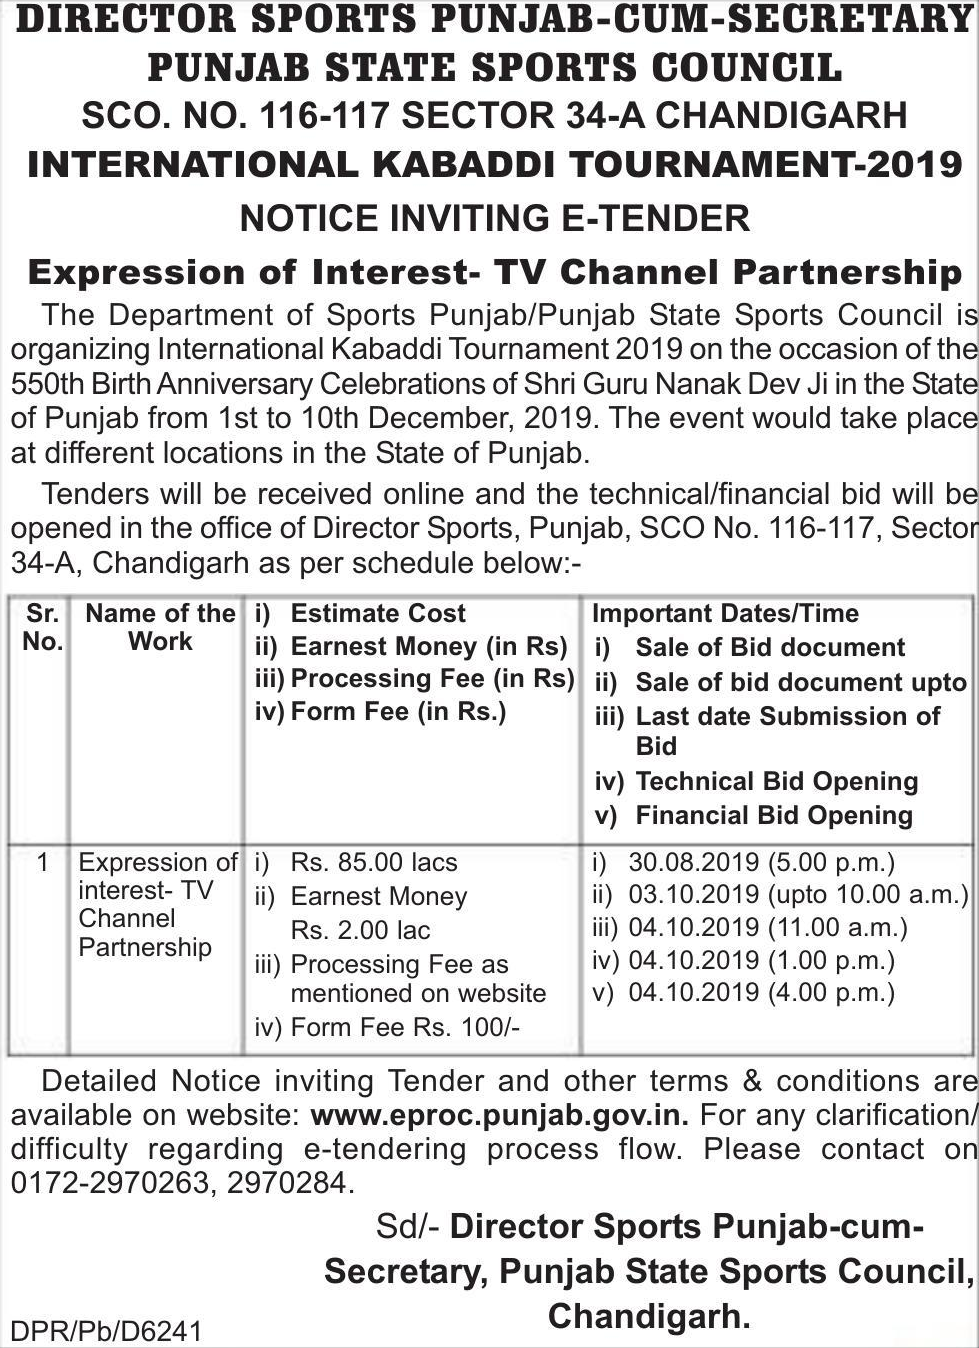 DIRECTOR SPORTS PUNJAB-CUM-SECRETARY
PUNJAB STATE SPORTS COUNCIL
SCO. NO. 116-117 SECTOR 34-A CHANDIGARH
INTERNATIONAL KABADDI TOURNAMENT-2019
NOTICE INVITING E-TENDER
Expression of Interest- TV Channel Partnership
The Department of Sports Punjab/Punjab State Sports Council is
organizing International Kabaddi Tournament 2019 on the occasion of the
550th Birth Anniversary Celebrations of Shri Guru Nanak Dev Ji in the State
of Punjab from 1st to 10th December, 2019. The event would take place
at different locations in the State of Punjab.
Tenders will be received online and the technical/financial bid will be
opened in the office of Director Sports, Punjab, SCO No. 116-117, Sector
34-A, Chandigarh as per schedule below:-
Sr.
No.
Name of the
Work
i) Estimate Cost
ii) Earnest Money (in Rs)
iii) Processing Fee (in Rs)
iv) Form Fee (in Rs.)
Important Dates/Time
i) Sale of Bid document
ii) Sale of bid document upto
iii) Last date Submission of
Bid
iv) Technical Bid Opening
v) Financial Bid Opening
1
Expression of
interest- TV
Channel
Partnership
i) Rs. 85.00 lacs
ii) Earnest Money
Rs. 2.00 lac
iii) Processing Fee as
mentioned on website
iv) Form Fee Rs. 100/-
i) 30.08.2019 (5.00 p.m.)
ii) 03.10.2019 (upto 10.00 a.m.)
iii) 04.10.2019 (11.00 a.m.)
iv) 04.10.2019 (1.00 p.m.)
v) 04.10.2019 (4.00 p.m.)
Detailed Notice inviting Tender and other terms & conditions are
available on website: www.eproc.punjab.gov.in. For any clarification/
difficulty regarding e-tendering process flow. Please contact on
0172-2970263, 2970284.
Sd/- Director Sports Punjab-cum-
Secretary, Punjab State Sports Council,
Chandigarh.
DPR/Pb/D6241